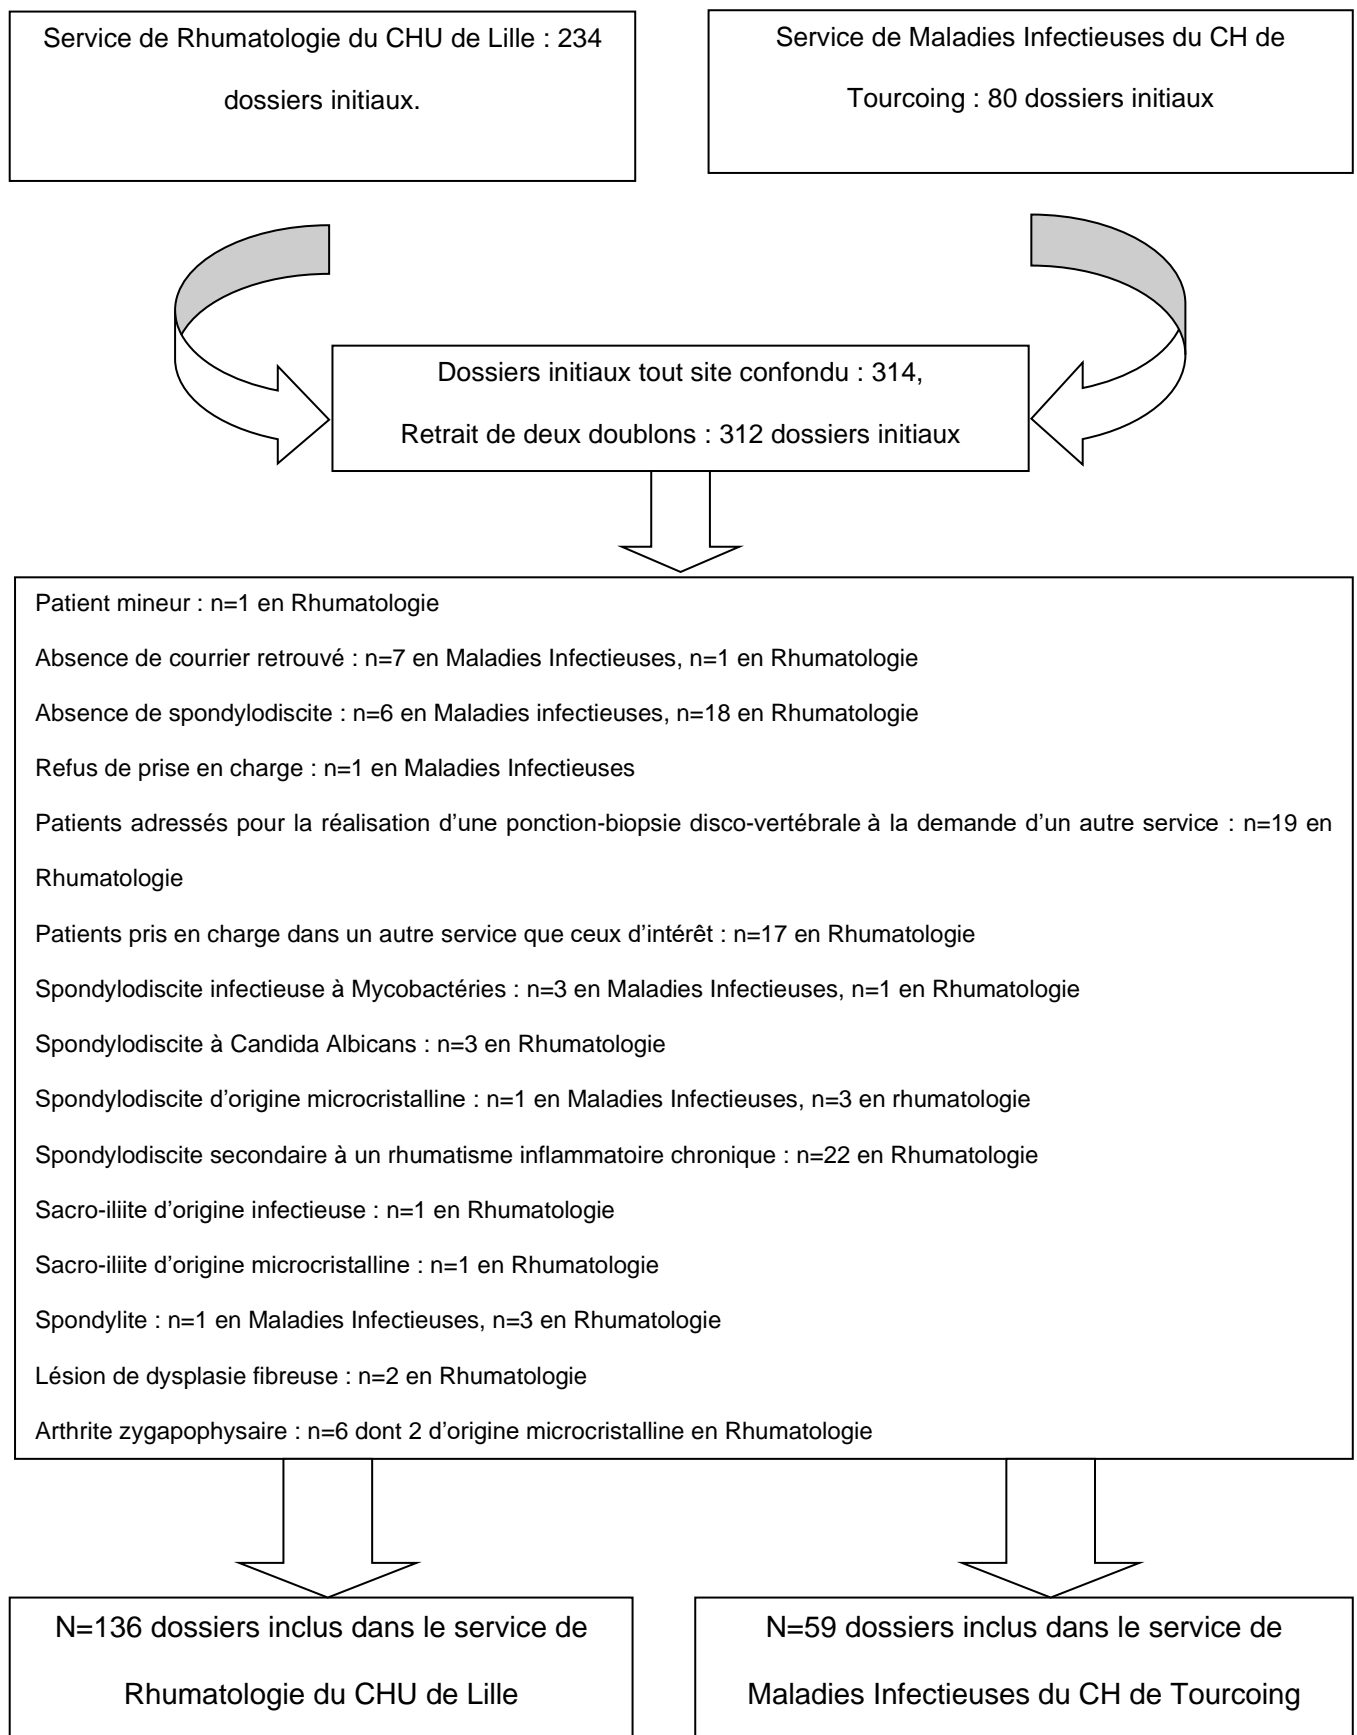 Service de Rhumatologie du CHU de Lille : 234
dossiers initiaux.
Service de Maladies Infectieuses du CH de
Tourcoing : 80 dossiers initiaux
Dossiers initiaux tout site confondu : 314,
Retrait de deux doublons : 312 dossiers initiaux
Patient mineur : n=1 en Rhumatologie
Absence de courrier retrouvé : n=7 en Maladies Infectieuses, n=1 en Rhumatologie
Absence de spondylodiscite : n=6 en Maladies infectieuses, n=18 en Rhumatologie
Refus de prise en charge : n=1 en Maladies Infectieuses
Patients adressés pour la réalisation d’une ponction-biopsie disco-vertébrale à la demande d’un autre service : n=19 en
Rhumatologie
Patients pris en charge dans un autre service que ceux d’intérêt : n=17 en Rhumatologie
Spondylodiscite infectieuse à Mycobactéries : n=3 en Maladies Infectieuses, n=1 en Rhumatologie
Spondylodiscite à Candida Albicans : n=3 en Rhumatologie
Spondylodiscite d’origine microcristalline : n=1 en Maladies Infectieuses, n=3 en rhumatologie
Spondylodiscite secondaire à un rhumatisme inflammatoire chronique : n=22 en Rhumatologie
Sacro-iliite d’origine infectieuse : n=1 en Rhumatologie
Sacro-iliite d’origine microcristalline : n=1 en Rhumatologie
Spondylite : n=1 en Maladies Infectieuses, n=3 en Rhumatologie
Lésion de dysplasie fibreuse : n=2 en Rhumatologie
Arthrite zygapophysaire : n=6 dont 2 d’origine microcristalline en Rhumatologie
N=136 dossiers inclus dans le service de
Rhumatologie du CHU de Lille
N=59 dossiers inclus dans le service de
Maladies Infectieuses du CH de Tourcoing